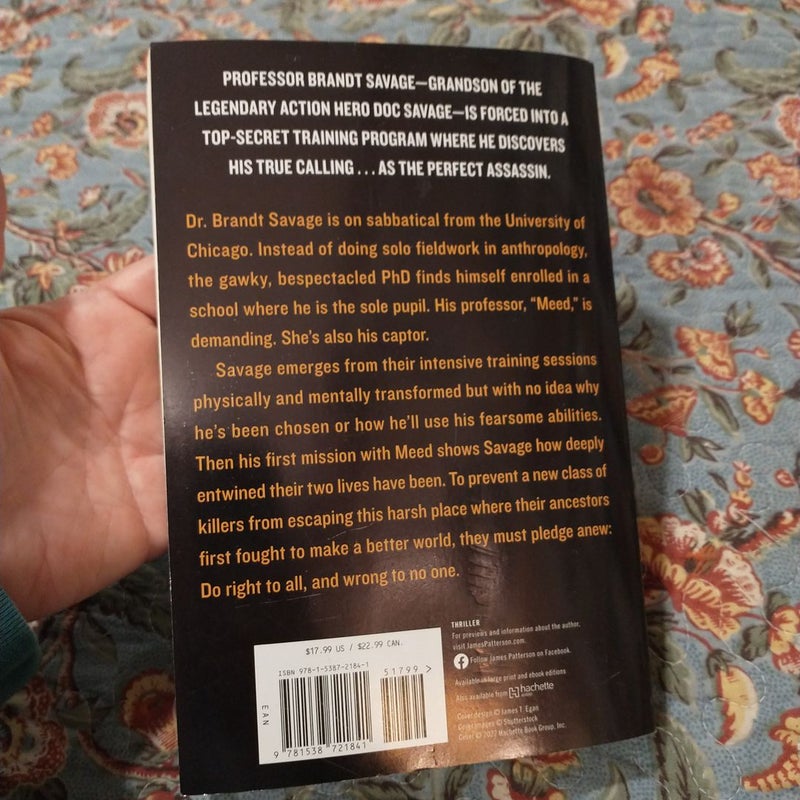 PROFESSOR BRANDT SAVAGE—GRANDSON OF THE
LEGENDARY ACTION HERO DOC SAVAGE—IS FORCED INTO A
TOP-SECRET TRAINING PROGRAM WHERE HE DISCOVERS
HIS TRUE CALLING . . . AS THE PERFECT ASSASSIN.
Dr. Brandt Savage is on sabbatical from the University of
Chicago. Instead of doing solo fieldwork in anthropology,
the gawky, bespectacled PhD finds himself enrolled in a
school where he is the sole pupil. His professor, "Meed," is
demanding. She's also his captor.
Savage emerges from their intensive training sessions
physically and mentally transformed but with no idea why
he's been chosen or how he'll use his fearsome abilities.
Then his first mission with Meed shows Savage how deeply
entwined their two lives have been. To prevent a new class of
killers from escaping this harsh place where their ancestors
first fought to make a better world, they must pledge anew:
Do right to all, and wrong to no one.
$17.99 US / $22.99 CAN.
ISBN 978-1-5387-2184-1
51799 >
EAN
9 781538 721841
THRILLER
For previews and information about the author,
visit JamesPatterson.com.
Follow James Patterson on Facebook.
Available in large print and ebook editions
Also available from hachette
Cover design © James T. Egan
Cover images © Shutterstock
Cover © 2022 Hachette Book Group, Inc.